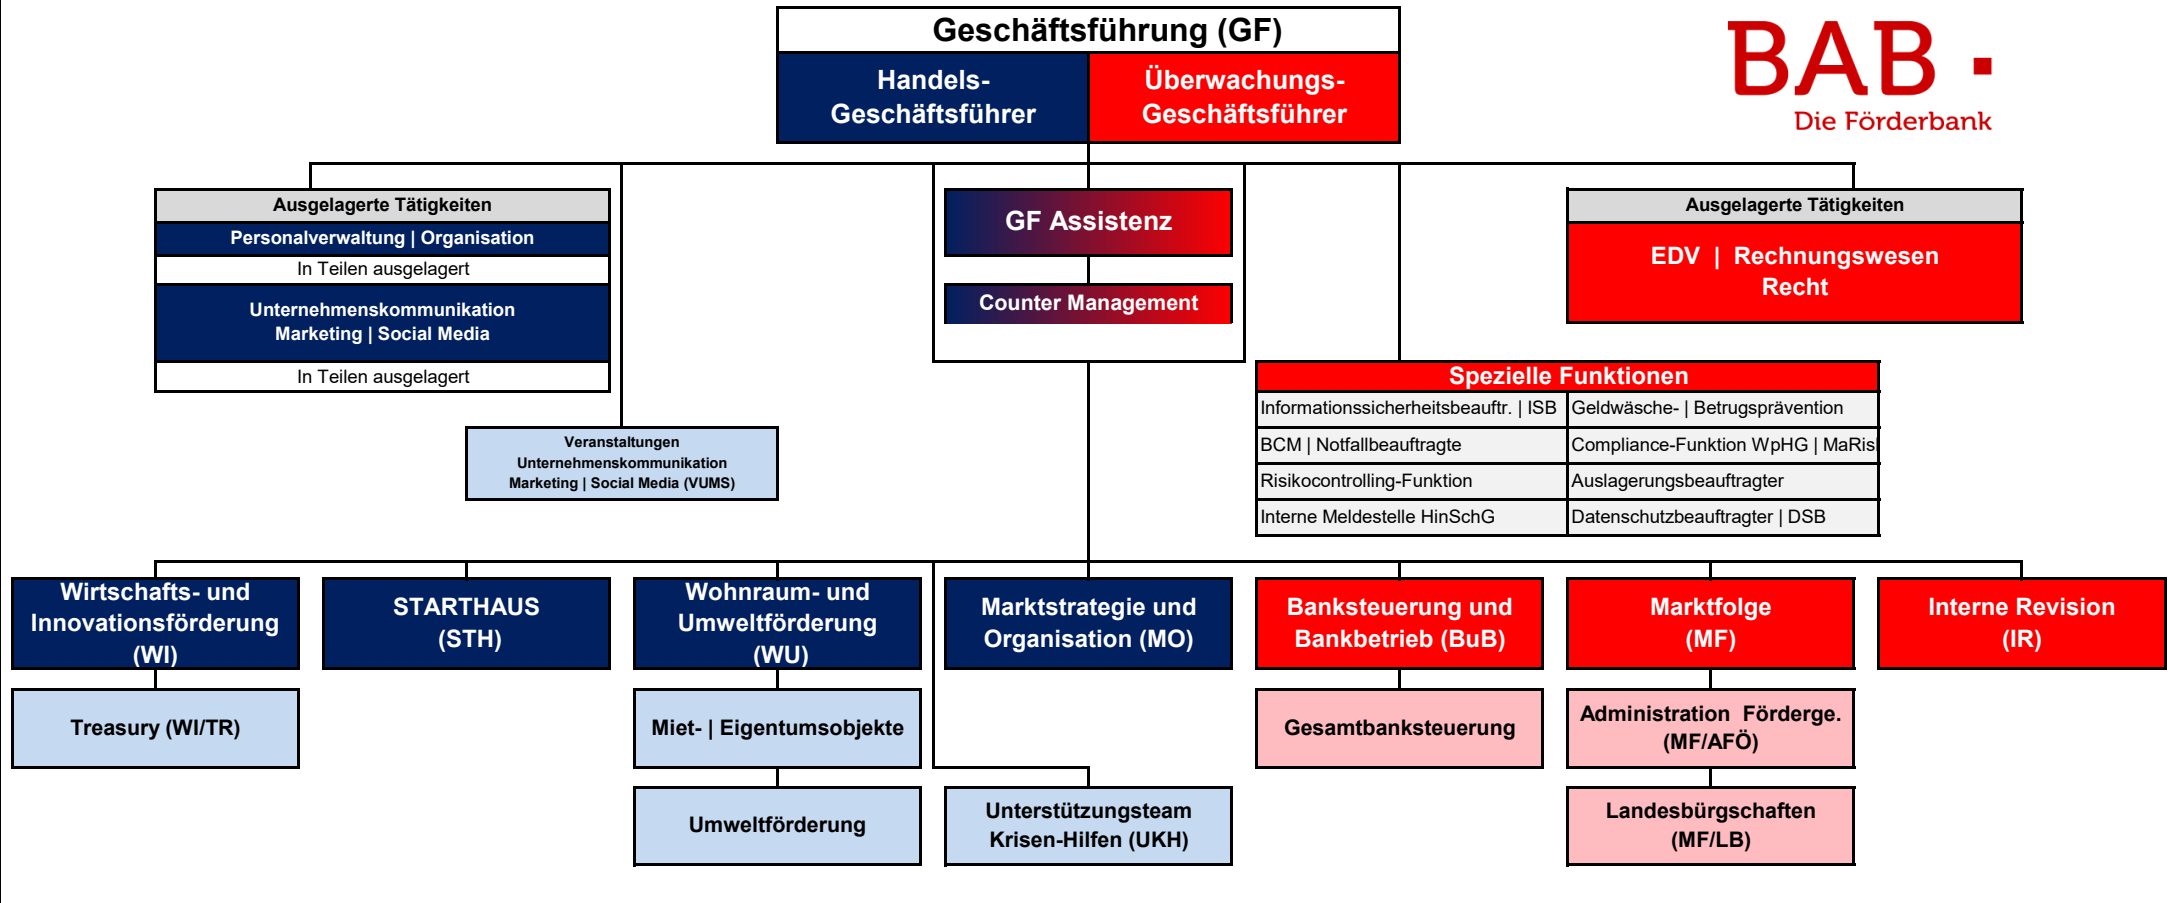 Geschäftsführung (GF)
Handels-
Geschäftsführer
Überwachungs-
Geschäftsführer
BAB
Die Förderbank
Ausgelagerte Tätigkeiten
Personalverwaltung | Organisation
In Teilen ausgelagert
Unternehmenskommunikation
Marketing | Social Media
In Teilen ausgelagert
GF Assistenz
Counter Management
Ausgelagerte Tätigkeiten
EDV | Rechnungswesen
Recht
Veranstaltungen
Unternehmenskommunikation
Marketing | Social Media (VUMS)
Spezielle Funktionen
Informationssicherheitsbeauftr. | ISB
Geldwäsche- | Betrugsprävention
BCM | Notfallbeauftragte
Compliance-Funktion WpHG | MaRis
Risikocontrolling-Funktion
Auslagerungsbeauftragter
Interne Meldestelle HinSchG
Datenschutzbeauftragter | DSB
Wirtschafts- und
Innovationsförderung
(WI)
STARTHAUS
(STH)
Wohnraum- und
Umweltförderung
(WU)
Marktstrategie und
Organisation (MO)
Banksteuerung und
Bankbetrieb (BuB)
Marktfolge
(MF)
Interne Revision
(IR)
Treasury (WI/TR)
Miet- | Eigentumsobjekte
Gesamtbanksteuerung
Administration Förderge.
(MF/AFÖ)
Umweltförderung
Unterstützungsteam
Krisen-Hilfen (UKH)
Landesbürgschaften
(MF/LB)